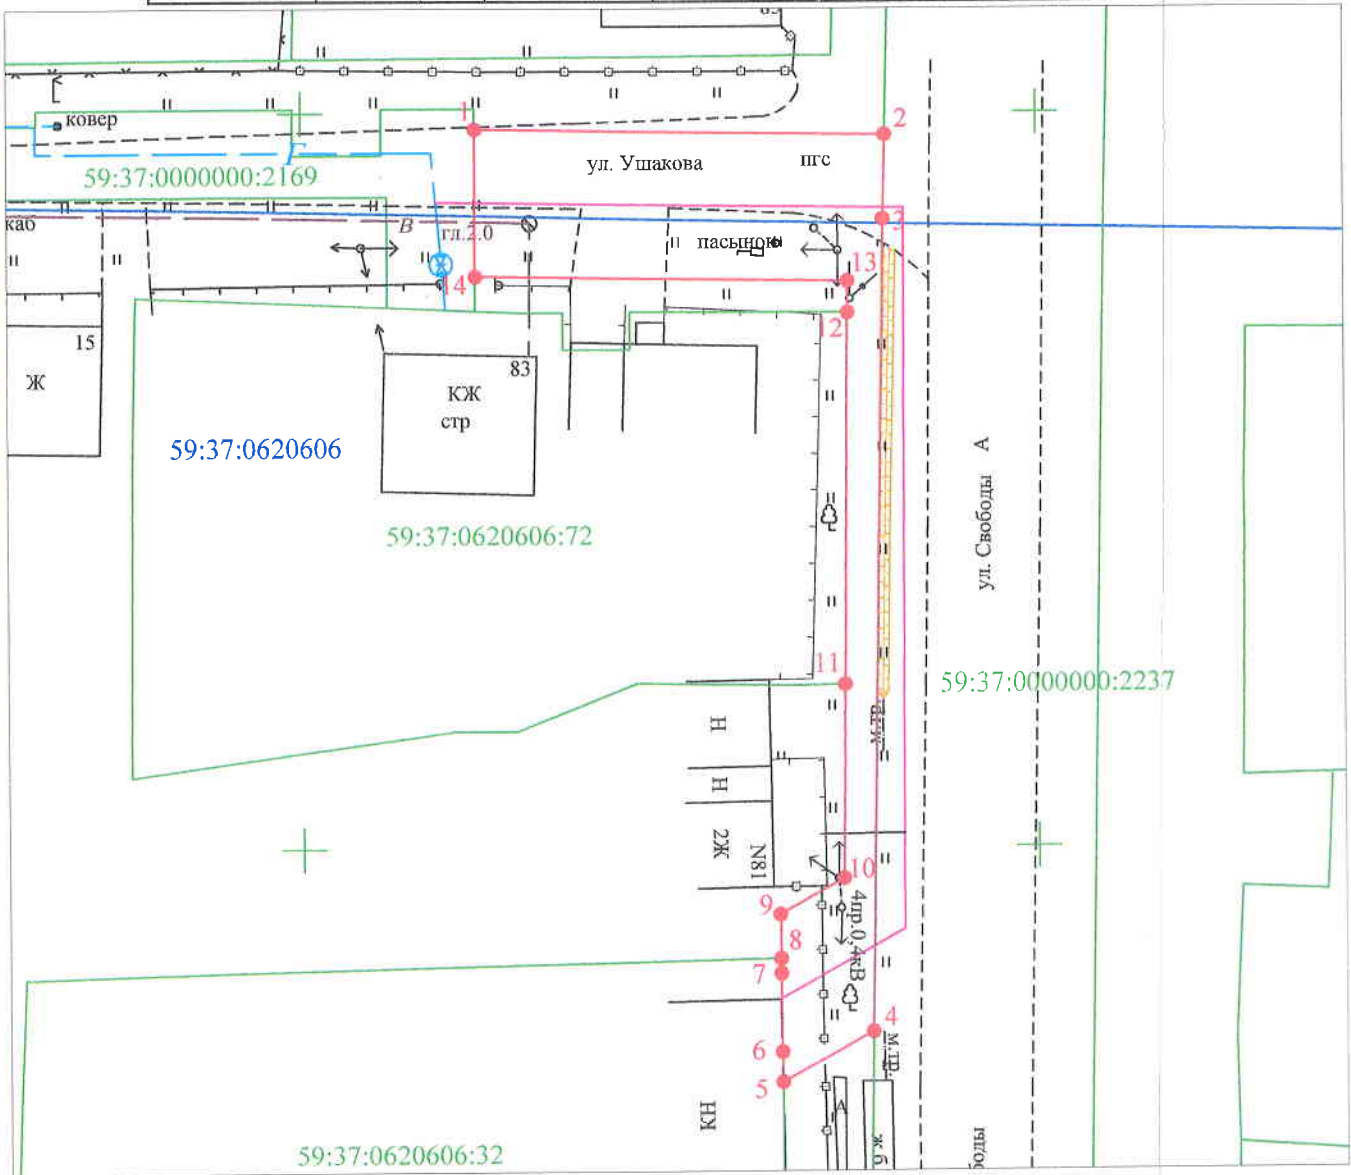 1
2
ковер
ул. Ушакова
пгс
59:37:0000000:2169
каб
В
гл.2.0
пасынок
3
13
14
12
15
83
Ж
КЖ
стр
59:37:0620606
ул. Свободы А
59:37:0620606:72
11
59:37:0000000:2237
Н
м.тр.
Н
2Ж
N81
10
9
4пр.0,4кВ
8
7
4
м.тр.
6
5
КН
А
ж.б
59:37:0620606:32